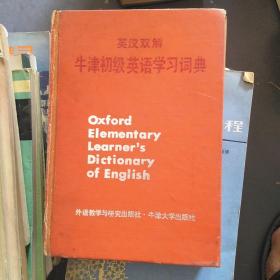 英汉双解
牛津初级英语学习词典
Oxford
Elementary
Learner's
Dictionary
of English
外语教学与研究出版社·牛津大学出版社
程